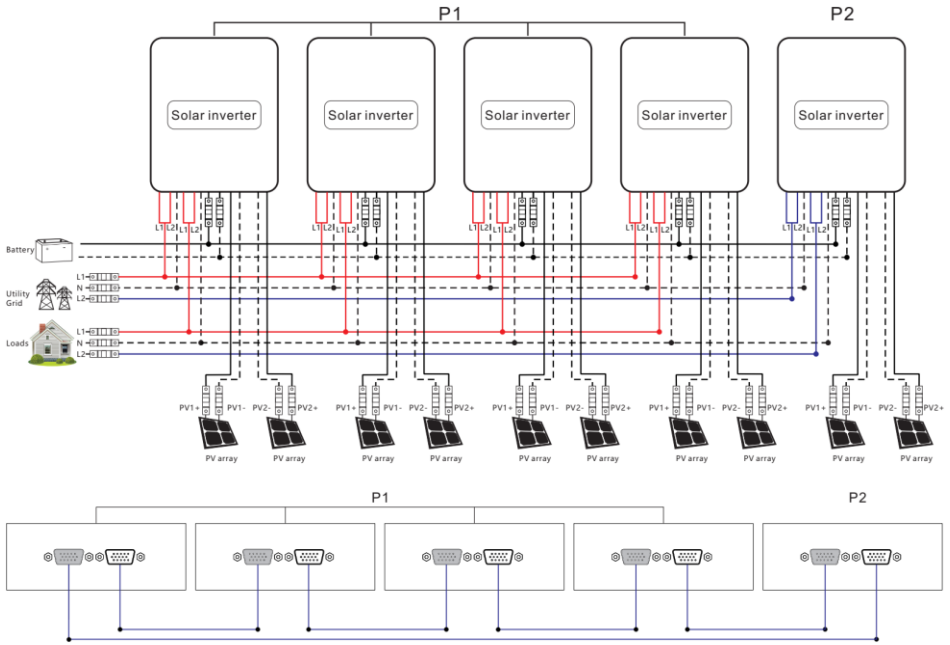 P1 P2
Solar inverter Solar inverter Solar inverter Solar inverter Solar inverter
L1 L2 L1 L2 L1 L2 L1 L2 L1 L2 L1 L2 L1 L2 L1 L2 L1 L2 L1 L2
Battery
L1
Utility N
Grid L2
L1
Loads N
L2
PV1+ PV1- PV2- PV2+ PV1+ PV1- PV2- PV2+ PV1+ PV1- PV2- PV2+ PV1+ PV1- PV2- PV2+ PV1+ PV1- PV2- PV2+
PV array PV array PV array PV array PV array PV array PV array PV array PV array PV array
P1 P2